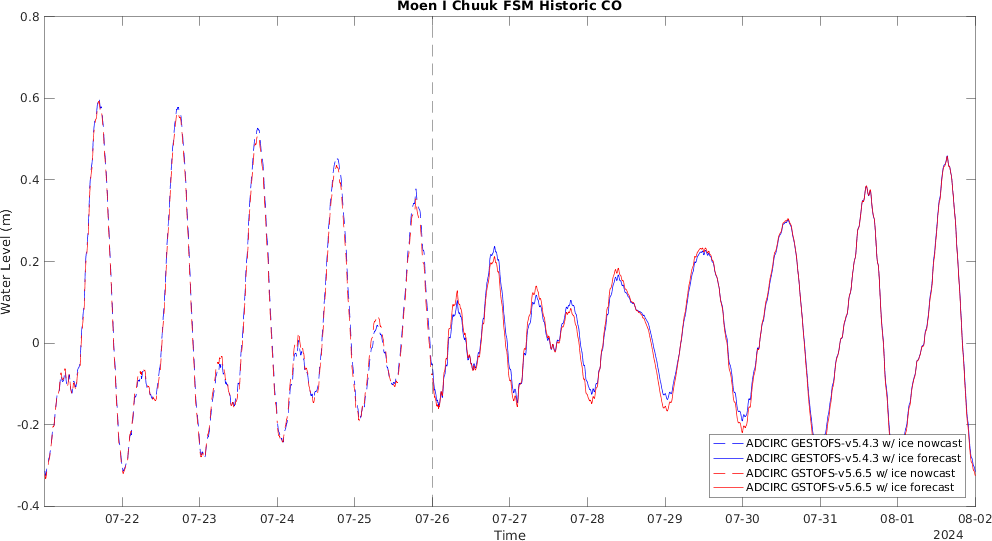 Moen I Chuuk FSM Historic CO
0.8
0.6
0.4
0.2
0
-0.2
-0.4
Water Level (m)
ADCIRC GESTOFS-v5.4.3 w/ ice nowcast
ADCIRC GESTOFS-v5.4.3 w/ ice forecast
ADCIRC GSTOFS-v5.6.5 w/ ice nowcast
ADCIRC GSTOFS-v5.6.5 w/ ice forecast
07-22 07-23 07-24 07-25 07-26 07-27 07-28 07-29 07-30 07-31 08-01 08-02
Time
2024